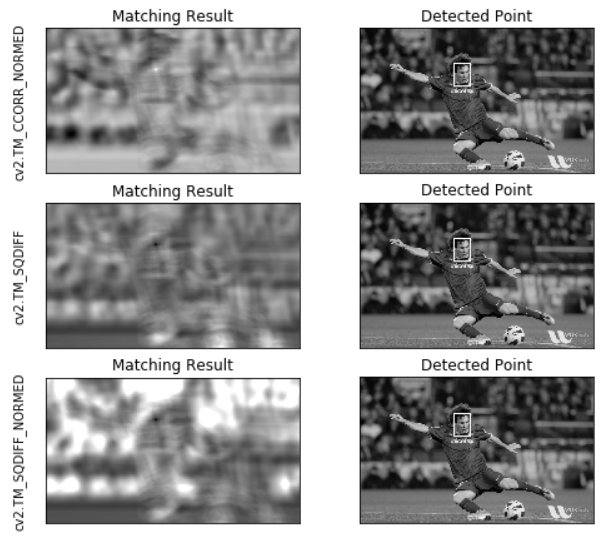 Matching Result
Detected Point
cv2.TM_CCORR_NORMED
Matching Result
Detected Point
cv2.TM_SQDIFF
Matching Result
Detected Point
cv2.TM_SQDIFF_NORMED